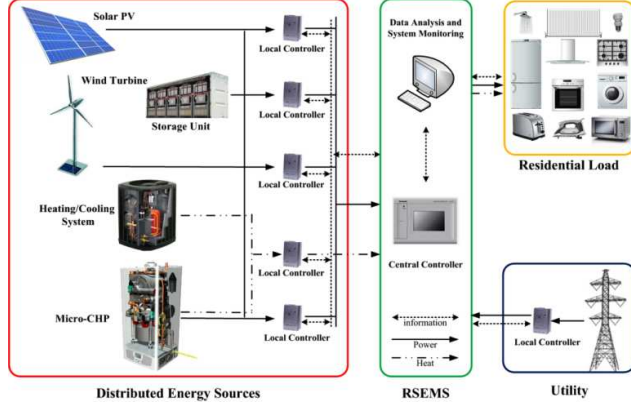 Solar PV
Local Controller
Wind Turbine
Storage Unit
Local Controller
Local Controller
Heating/Cooling
System
Local Controller
Micro-CHP
Local Controller
Distributed Energy Sources
Data Analysis and
System Monitoring
Central Controller
information
Power
Heat
RSEMS
Residential Load
Local Controller
Utility